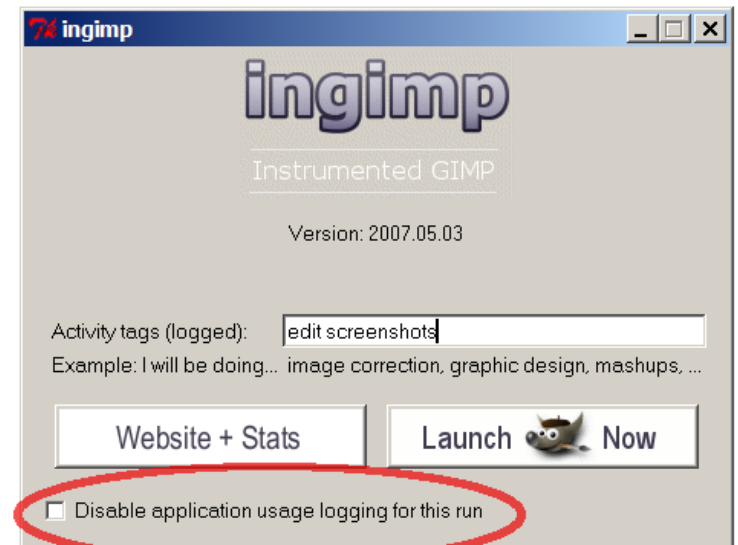 ingimp
ingimp
Instrumented GIMP
Version: 2007.05.03
Activity tags (logged): edit screenshots
Example: I will be doing... image correction, graphic design, mashups, ...
Website + Stats Launch Now
Disable application usage logging for this run